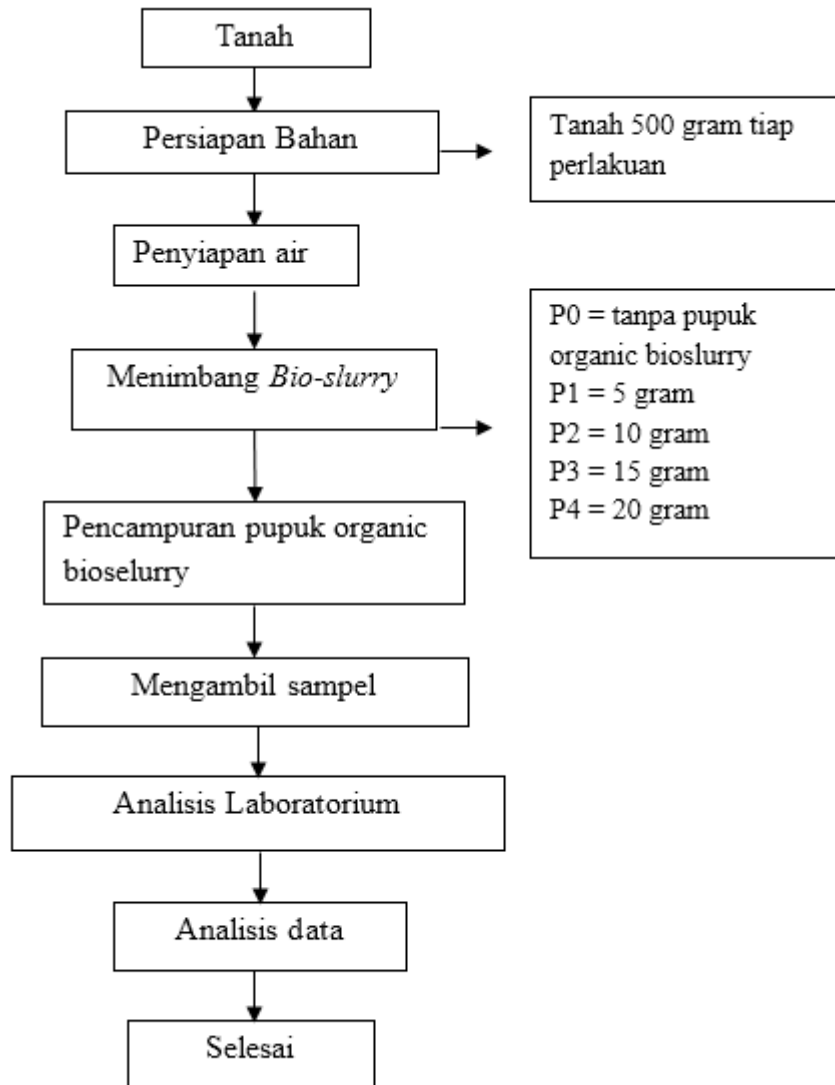 Tanah
Persiapan Bahan
Tanah 500 gram tiap
perlakuan
Penyiapan air
Menimbang Bio-slurry
P0 = tanpa pupuk
organic bioslurry
P1 = 5 gram
P2 = 10 gram
P3 = 15 gram
P4 = 20 gram
Pencampuran pupuk organic
bioselurry
Mengambil sampel
Analisis Laboratorium
Analisis data
Selesai